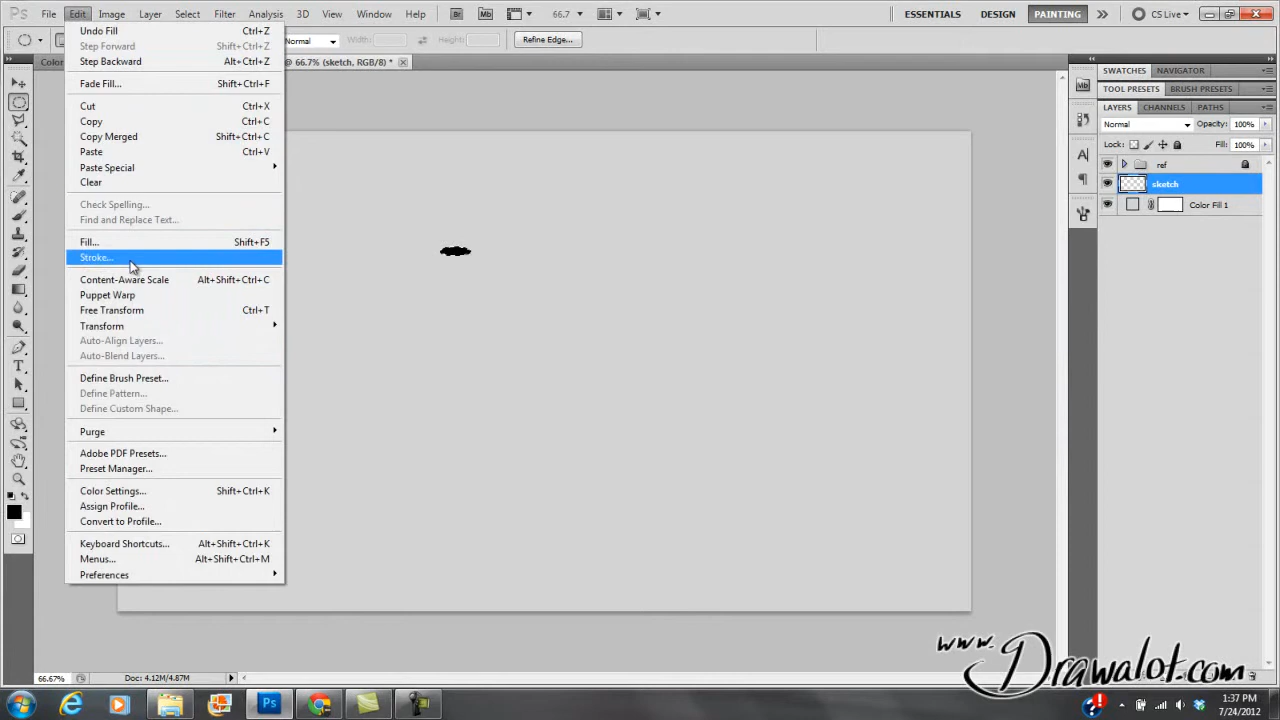 Ps File Edit Image Layer Select Filter Analysis 3D View Window Help Br Mb 66.7 ESSENTIALS DESIGN PAINTING CS Live
Normal Width: Height: Refine Edge...
Color @ 66.7% (sketch, RGB/8) *
Undo Fill Ctrl+Z
Step Forward Shift+Ctrl+Z
Step Backward Alt+Ctrl+Z
Fade Fill... Shift+Ctrl+F
Cut Ctrl+X
Copy Ctrl+C
Copy Merged Shift+Ctrl+C
Paste Ctrl+V
Paste Special
Clear
Check Spelling...
Find and Replace Text...
Fill... Shift+F5
Stroke...
Content-Aware Scale Alt+Shift+Ctrl+C
Puppet Warp
Free Transform Ctrl+T
Transform
Auto-Align Layers...
Auto-Blend Layers...
Define Brush Preset...
Define Pattern...
Define Custom Shape...
Purge
Adobe PDF Presets...
Preset Manager...
Color Settings... Shift+Ctrl+K
Assign Profile...
Convert to Profile...
Keyboard Shortcuts... Alt+Shift+Ctrl+K
Menus... Alt+Shift+Ctrl+M
Preferences
SWATCHES NAVIGATOR
TOOL PRESETS BRUSH PRESETS
LAYERS CHANNELS PATHS
Normal Opacity: 100%
Lock: Fill: 100%
ref
sketch
Color Fill 1
66.67% Doc: 4.12M/4.87M
www.Drawalot.com
Ps
1:37 PM
7/24/2012